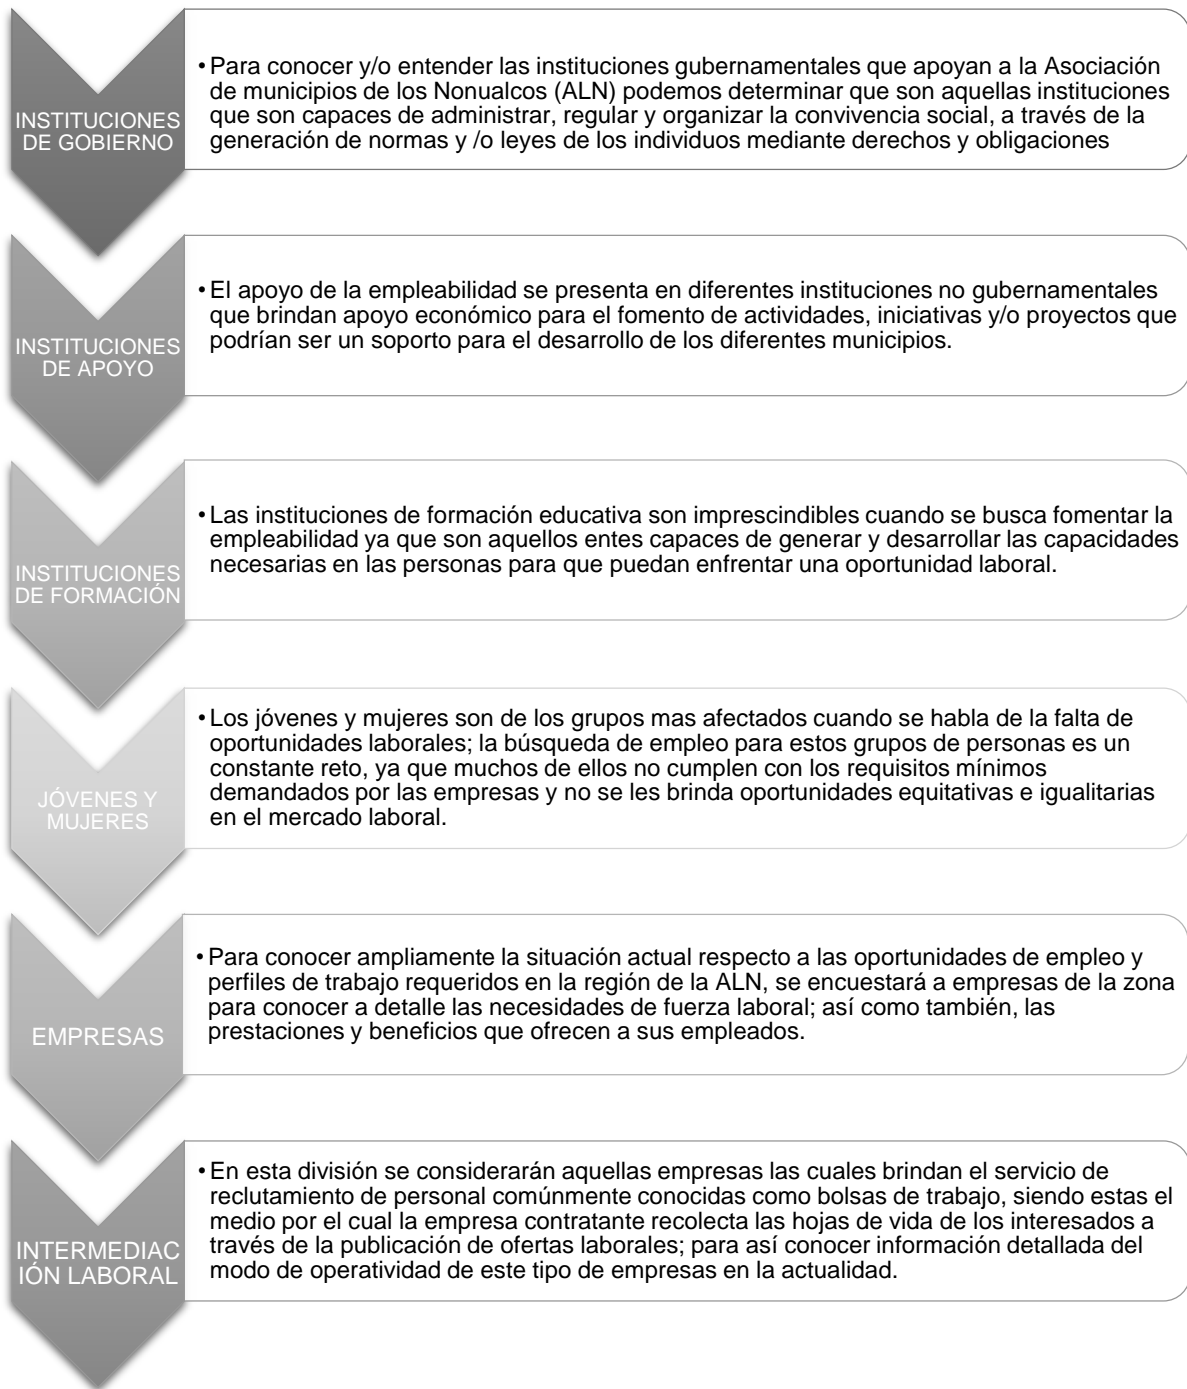 INSTITUCIONES
DE GOBIERNO
• Para conocer y/o entender las instituciones gubernamentales que apoyan a la Asociación
de municipios de los Nonualcos (ALN) podemos determinar que son aquellas instituciones
que son capaces de administrar, regular y organizar la convivencia social, a través de la
generación de normas y /o leyes de los individuos mediante derechos y obligaciones
INSTITUCIONES
DE APOYO
• El apoyo de la empleabilidad se presenta en diferentes instituciones no gubernamentales
que brindan apoyo económico para el fomento de actividades, iniciativas y/o proyectos que
podrían ser un soporto para el desarrollo de los diferentes municipios.
INSTITUCIONES
DE FORMACIÓN
• Las instituciones de formación educativa son imprescindibles cuando se busca fomentar la
empleabilidad ya que son aquellos entes capaces de generar y desarrollar las capacidades
necesarias en las personas para que puedan enfrentar una oportunidad laboral.
JÓVENES Y
MUJERES
• Los jóvenes y mujeres son de los grupos mas afectados cuando se habla de la falta de
oportunidades laborales; la búsqueda de empleo para estos grupos de personas es un
constante reto, ya que muchos de ellos no cumplen con los requisitos mínimos
demandados por las empresas y no se les brinda oportunidades equitativas e igualitarias
en el mercado laboral.
EMPRESAS
• Para conocer ampliamente la situación actual respecto a las oportunidades de empleo y
perfiles de trabajo requeridos en la región de la ALN, se encuestará a empresas de la zona
para conocer a detalle las necesidades de fuerza laboral; así como también, las
prestaciones y beneficios que ofrecen a sus empleados.
INTERMEDIAC
IÓN LABORAL
• En esta división se considerarán aquellas empresas las cuales brindan el servicio de
reclutamiento de personal comúnmente conocidas como bolsas de trabajo, siendo estas el
medio por el cual la empresa contratante recolecta las hojas de vida de los interesados a
través de la publicación de ofertas laborales; para así conocer información detallada del
modo de operatividad de este tipo de empresas en la actualidad.